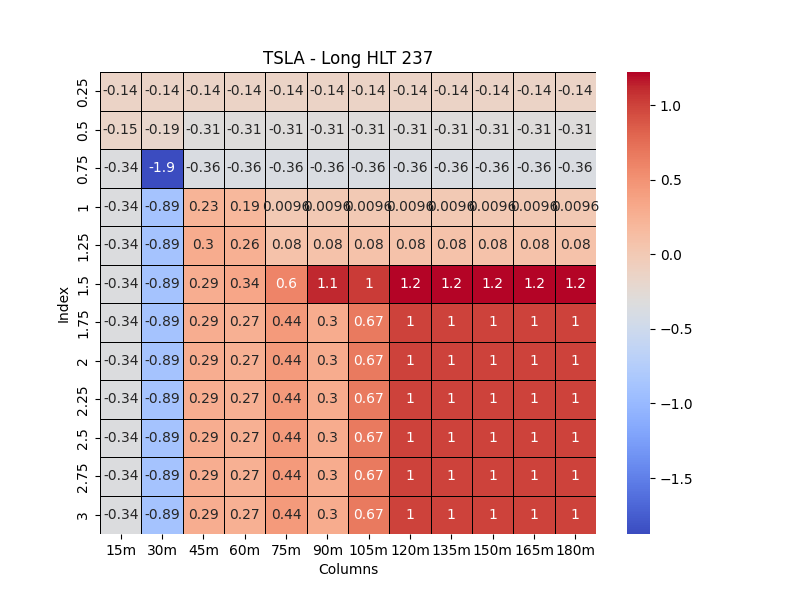 TSLA - Long HLT 237
0.25 -0.14 -0.14 -0.14 -0.14 -0.14 -0.14 -0.14 -0.14 -0.14 -0.14 -0.14 -0.14
0.5 -0.15 -0.19 -0.31 -0.31 -0.31 -0.31 -0.31 -0.31 -0.31 -0.31 -0.31 -0.31
0.75 -0.34 -1.9 -0.36 -0.36 -0.36 -0.36 -0.36 -0.36 -0.36 -0.36 -0.36 -0.36
1 -0.34 -0.89 0.23 0.19 0.0096 0.0096 0.0096 0.0096 0.0096 0.0096 0.0096 0.0096
1.25 -0.34 -0.89 0.3 0.26 0.08 0.08 0.08 0.08 0.08 0.08 0.08 0.08
1.5 -0.34 -0.89 0.29 0.34 0.6 1.1 1 1.2 1.2 1.2 1.2 1.2
1.75 -0.34 -0.89 0.29 0.27 0.44 0.3 0.67 1 1 1 1 1
2 -0.34 -0.89 0.29 0.27 0.44 0.3 0.67 1 1 1 1 1
2.25 -0.34 -0.89 0.29 0.27 0.44 0.3 0.67 1 1 1 1 1
2.5 -0.34 -0.89 0.29 0.27 0.44 0.3 0.67 1 1 1 1 1
2.75 -0.34 -0.89 0.29 0.27 0.44 0.3 0.67 1 1 1 1 1
3 -0.34 -0.89 0.29 0.27 0.44 0.3 0.67 1 1 1 1 1
15m 30m 45m 60m 75m 90m 105m 120m 135m 150m 165m 180m
Columns
Index
1.0
0.5
0.0
−0.5
−1.0
−1.5